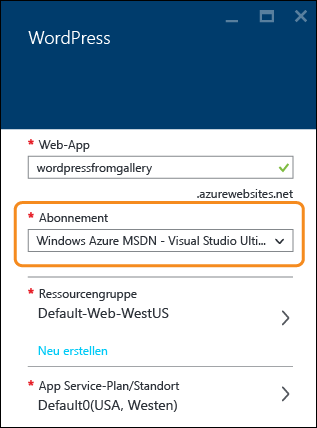 WordPress
* Web-App
wordpressfromgallery
.azurewebsites.net
* Abonnement
Windows Azure MSDN - Visual Studio Ulti...
* Ressourcengruppe
Default-Web-WestUS
Neu erstellen
* App Service-Plan/Standort
Default0(USA, Westen)